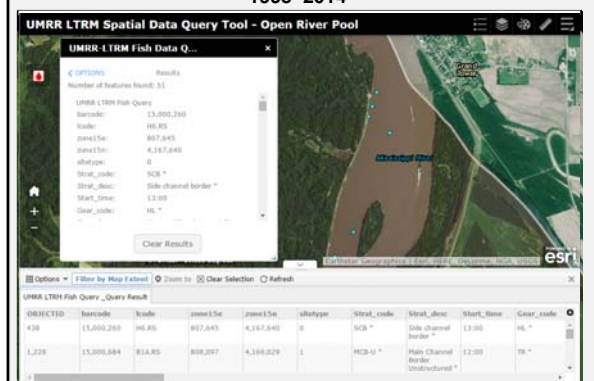 1993-2014
UMRR LTRM Spatial Data Query Tool - Open River Pool
UMRR-LTRM Fish Data Q... ×
OPTIONS Results
Number of features found: 51
UMRR LTRM Fish Query
barcode: 15,000,260
lcode: H6.RS
zone15e: 807,645
zone15n: 4,167,640
sitetype: 0
Strat_code: SCB *
Strat_desc: Side channel border *
Start_time: 13:00
Gear_code: HL *
Clear Results
Grand Tower
Mississippi River
Earthstar Geographics | Esri, HERE, DeLorme, NGA, USGS
POWERED BY
esri
Options Filter by Map Extent Zoom to Clear Selection Refresh ×
UMRR LTRM Fish Query _Query Result
OBJECTID barcode lcode zone15e zone15n sitetype Strat_code Strat_desc Start_time Gear_code
438 15,000,260 H6.RS 807,645 4,167,640 0 SCB * Side channel border * 13:00 HL *
1,228 15,000,684 B1A.RS 808,097 4,169,029 1 MCB-U * Main Channel Border Unstructured * 12:00 TR *